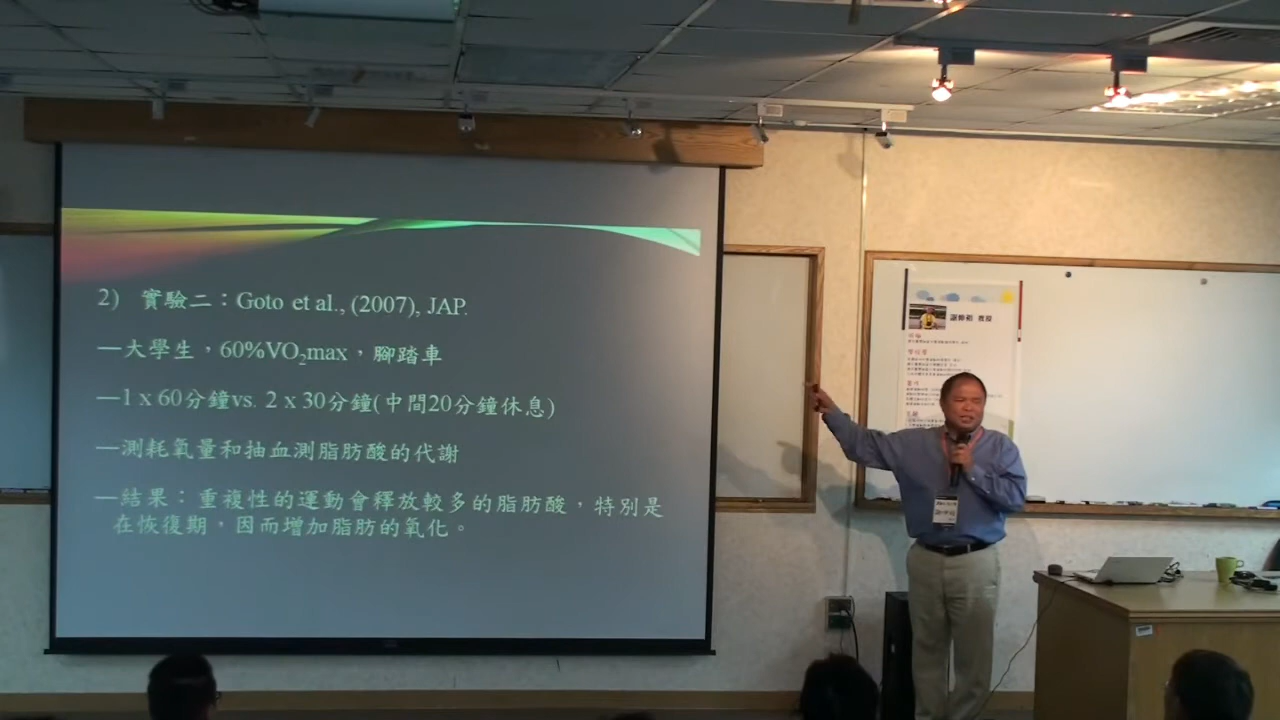 2) 實驗二：Goto et al., (2007), JAP.
—大學生，60%VO₂max，腳踏車
—1 x 60分鐘vs. 2 x 30分鐘(中間20分鐘休息)
—測耗氧量和抽血測脂肪酸的代謝
—結果：重複性的運動會釋放較多的脂肪酸，特別是
在恢復期，因而增加脂肪的氧化。
教授